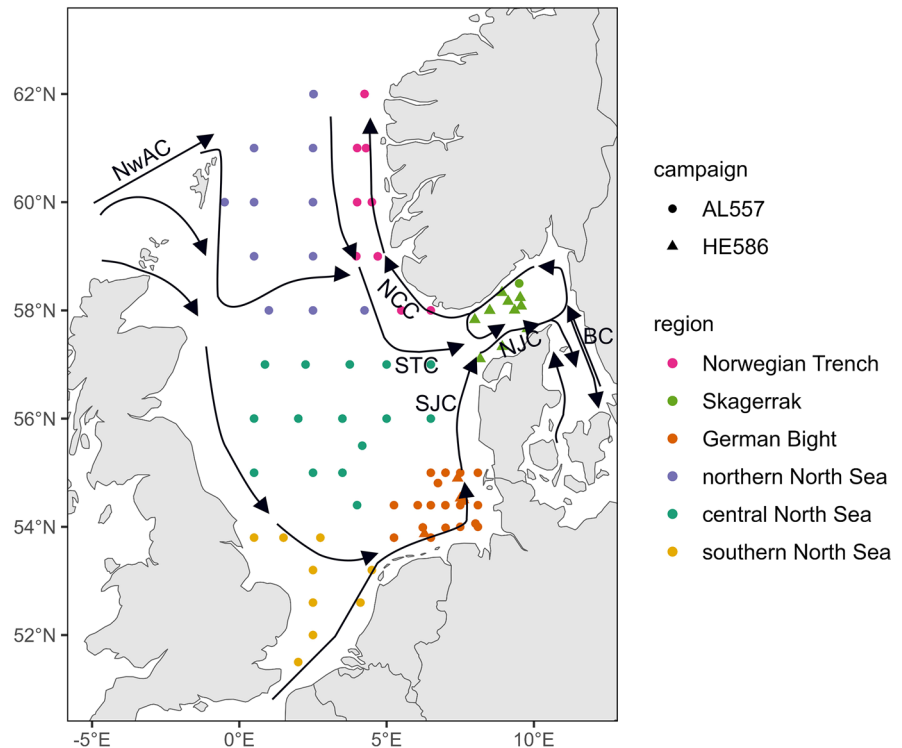 62°N
60°N
58°N
56°N
54°N
52°N
-5°E
0°E
5°E
10°E
NwAC
NCC
STC
NJC
BC
SJC
campaign
AL557
HE586
region
Norwegian Trench
Skagerrak
German Bight
northern North Sea
central North Sea
southern North Sea